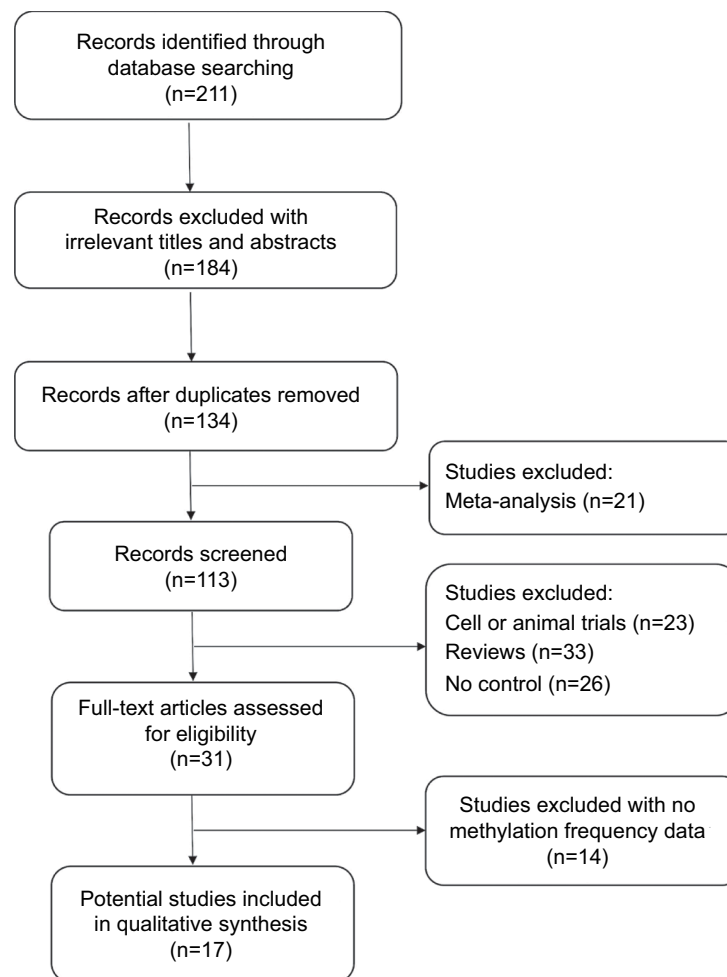 Records identified through
database searching
(n=211)
Records excluded with
irrelevant titles and abstracts
(n=184)
Records after duplicates removed
(n=134)
Studies excluded:
Meta-analysis (n=21)
Records screened
(n=113)
Studies excluded:
Cell or animal trials (n=23)
Reviews (n=33)
No control (n=26)
Full-text articles assessed
for eligibility
(n=31)
Studies excluded with no
methylation frequency data
(n=14)
Potential studies included
in qualitative synthesis
(n=17)